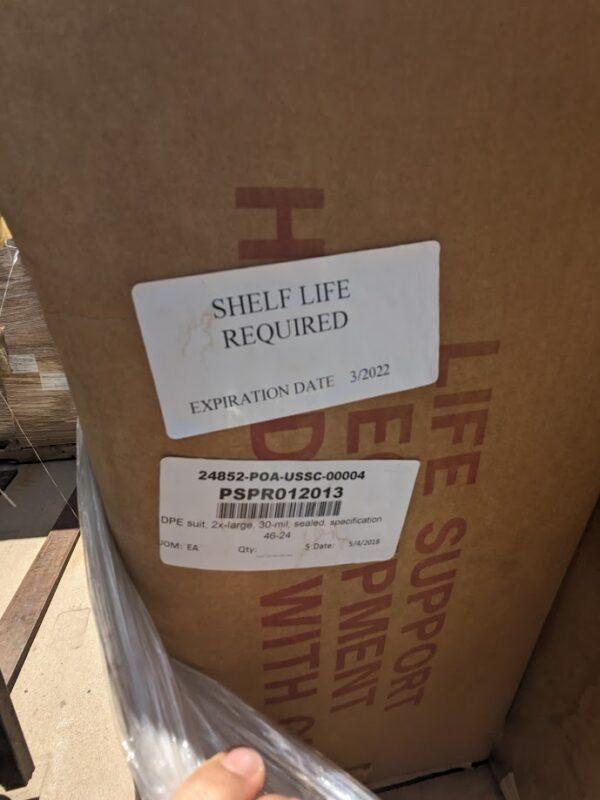 SHELF LIFE
REQUIRED
EXPIRATION DATE 3/2022
24852-POA-USSC-00004
PSPR012013
DPE suit, 2x-large, 30-mil, sealed, specification
46-24
UOM: EA Qty: S Date: 5/4/2018
LIFE SUPPORT
WITH